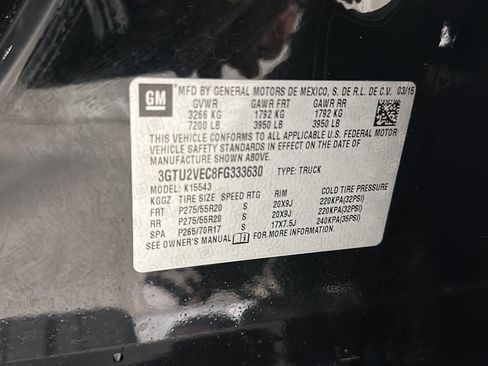 GM
MFD BY GENERAL MOTORS DE MEXICO, S. DE R.L. DE C.V. 03/15
GVWR GAWR FRT GAWR RR
3266 KG 1792 KG 1792 KG
7200 LB 3950 LB 3950 LB
THIS VEHICLE CONFORMS TO ALL APPLICABLE U.S. FEDERAL MOTOR
VEHICLE SAFETY STANDARDS IN EFFECT ON THE DATE OF
MANUFACTURE SHOWN ABOVE.
3GTU2VEC8FG333630 TYPE: TRUCK
MODEL: K15543
KGGZ TIRE SIZE SPEED RTG RIM COLD TIRE PRESSURE
FRT P275/55R20 S 20X9J 220KPA(32PSI)
RR P275/55R20 S 20X9J 220KPA(32PSI)
SPA P265/70R17 S 17X7.5J 240KPA(35PSI)
SEE OWNER'S MANUAL FOR MORE INFORMATION.